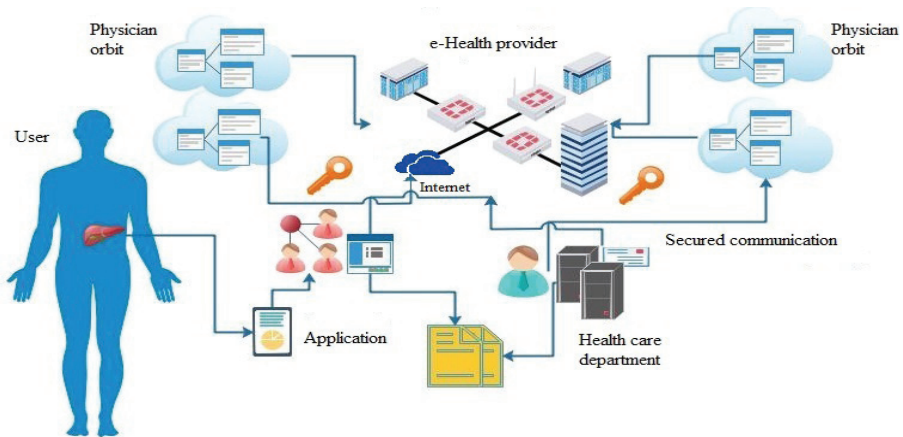 Physician
orbit
e-Health provider
Physician
orbit
User
Internet
Secured communication
Application
Health care
department